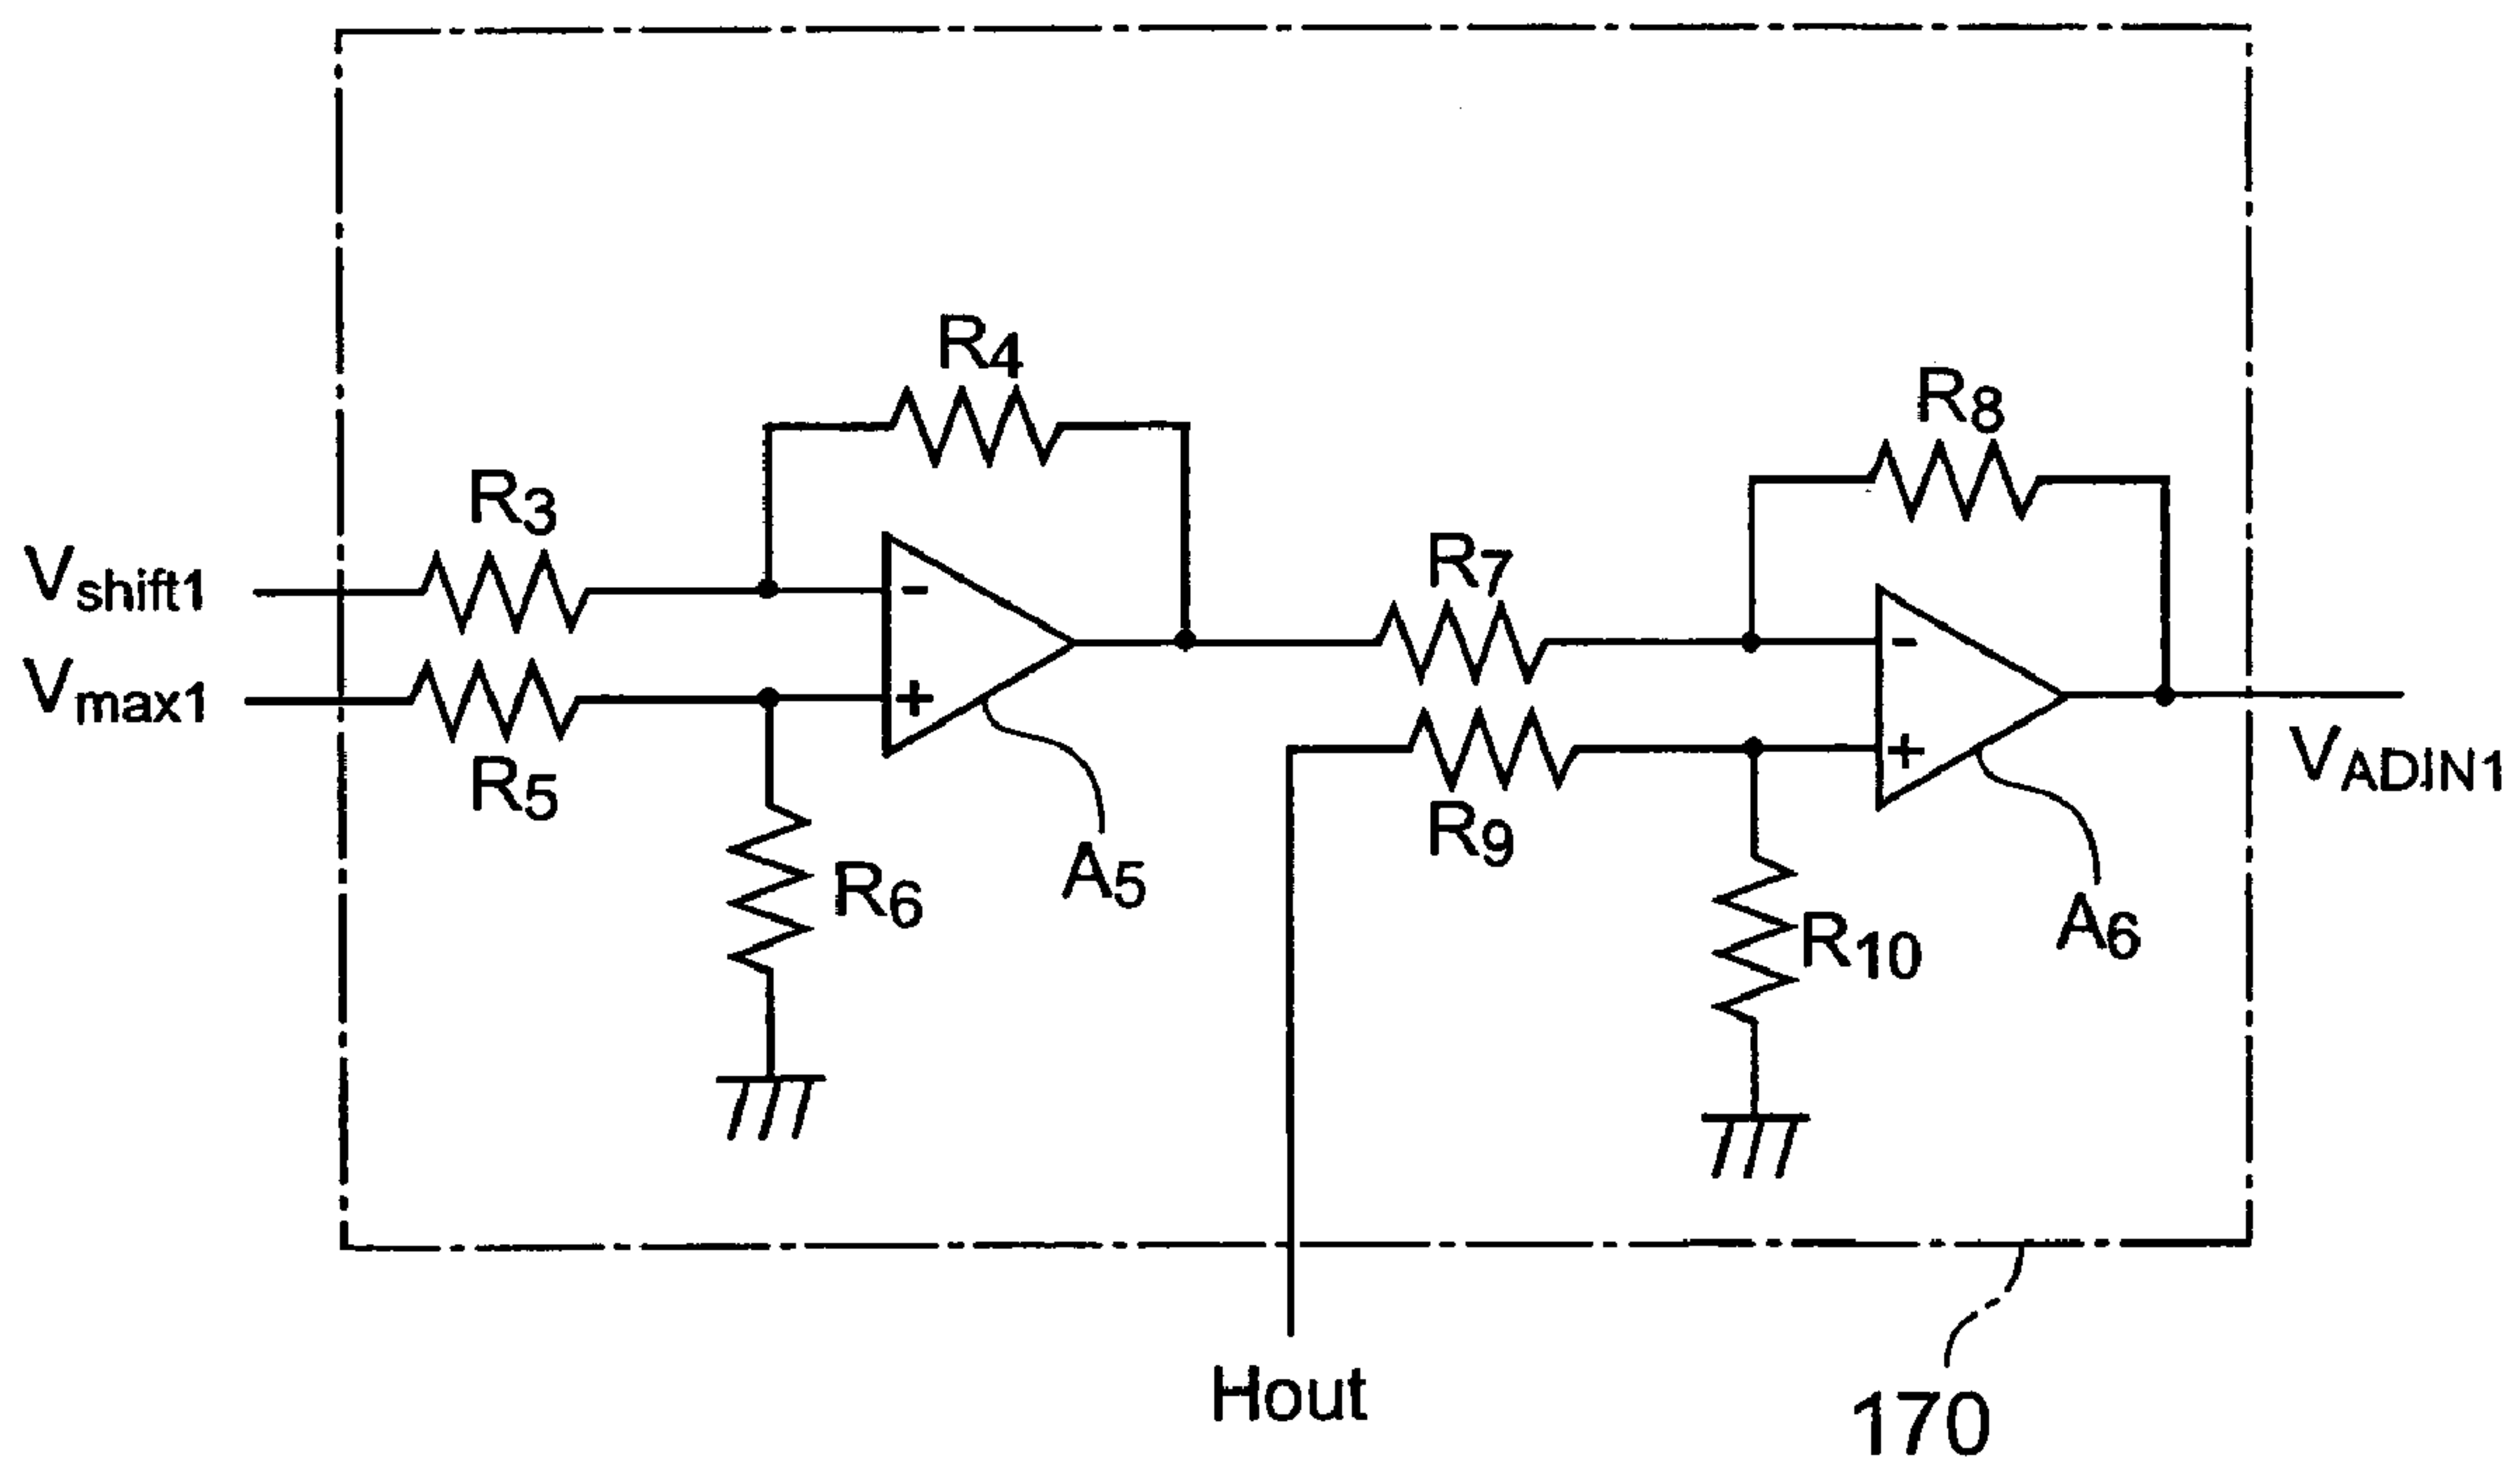 R4
R8
R3
R7
Vshift1
-
-
Vmax1
+
+
VADIN1
R5
R9
A5
R6
A6
R10
Hout
170